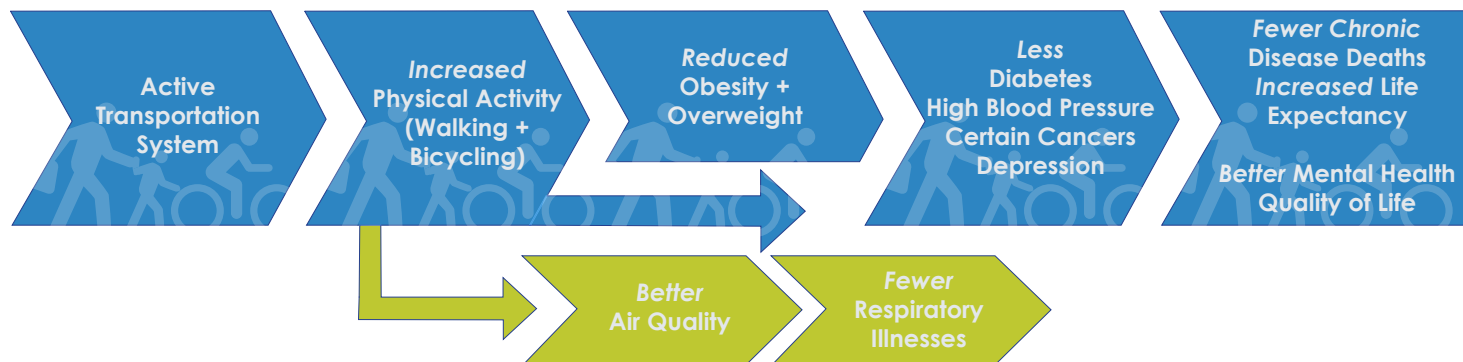 Active
Transportation
System
Increased
Physical Activity
(Walking +
Bicycling)
Reduced
Obesity +
Overweight
Less
Diabetes
High Blood Pressure
Certain Cancers
Depression
Fewer Chronic
Disease Deaths
Increased Life
Expectancy
Better Mental Health
Quality of Life
Better
Air Quality
Fewer
Respiratory
Illnesses